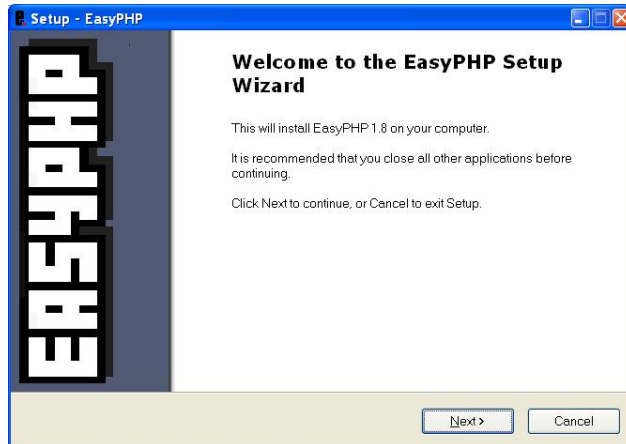 Setup - EasyPHP
EASYPHP
Welcome to the EasyPHP Setup
Wizard
This will install EasyPHP 1.8 on your computer.
It is recommended that you close all other applications before
continuing.
Click Next to continue, or Cancel to exit Setup.
Next >
Cancel